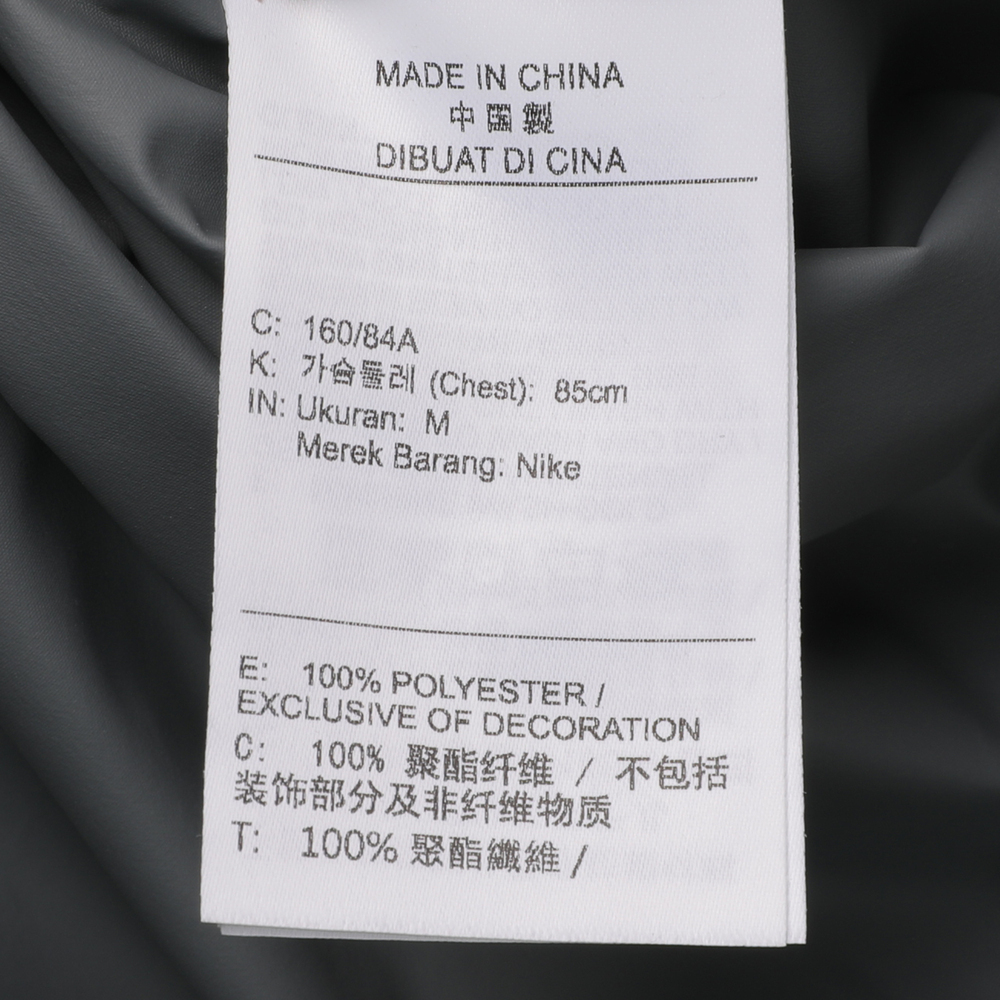 MADE IN CHINA
中国製
DIBUAT DI CINA
C: 160/84A
K: 가슴둘레 (Chest): 85cm
IN: Ukuran: M
Merek Barang: Nike
E: 100% POLYESTER /
EXCLUSIVE OF DECORATION
C: 100% 聚酯纤维 / 不包括
装饰部分及非纤维物质
T: 100% 聚酯纖維 /